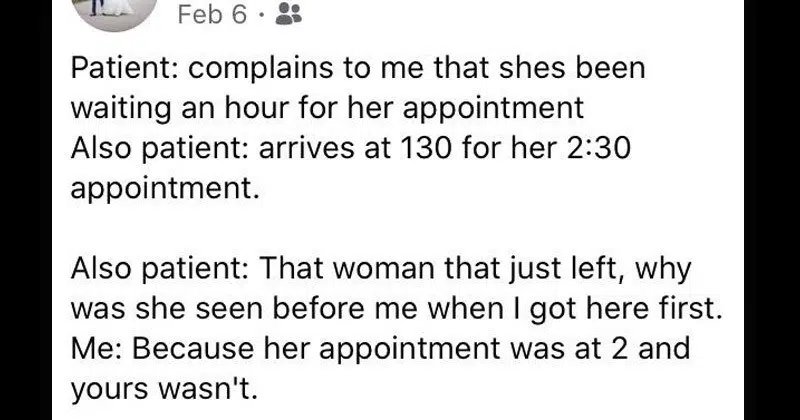 Feb 6 ·
Patient: complains to me that shes been
waiting an hour for her appointment
Also patient: arrives at 130 for her 2:30
appointment.
Also patient: That woman that just left, why
was she seen before me when I got here first.
Me: Because her appointment was at 2 and
yours wasn't.